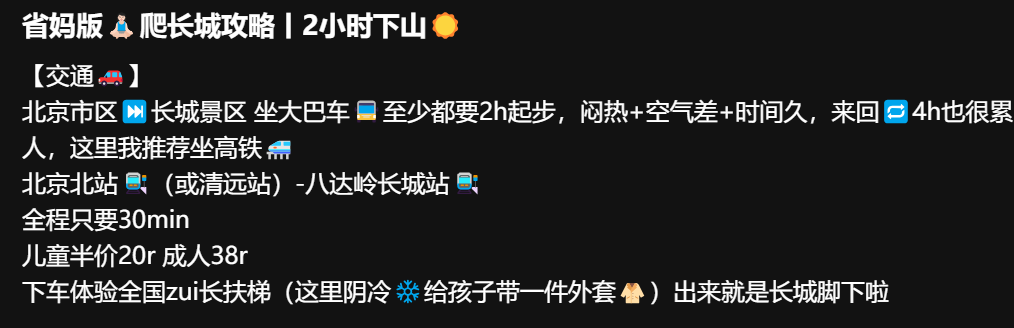 省妈版🧘🏻爬长城攻略丨2小时下山☀️
【交通🚗】
北京市区⏭️长城景区 坐大巴车🚍至少都要2h起步，闷热+空气差+时间久，来回🔁4h也很累
人，这里我推荐坐高铁🚄
北京北站🚏（或清远站）-八达岭长城站🚏
全程只要30min
儿童半价20r 成人38r
下车体验全国zui长扶梯（这里阴冷❄️给孩子带一件外套🧥）出来就是长城脚下啦